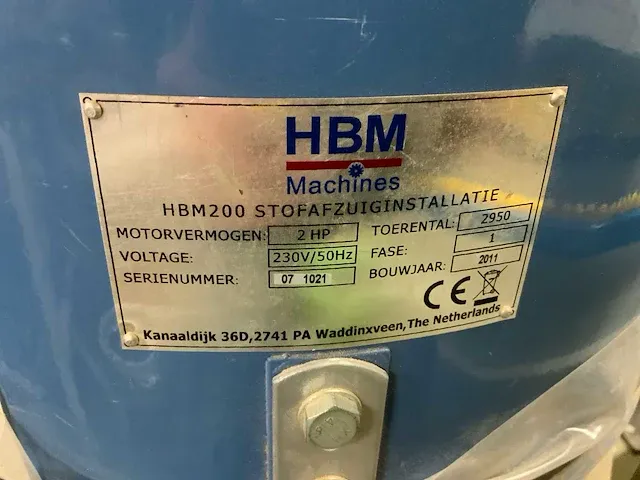 HBM
Machines
HBM200 STOFAFZUIGINSTALLATIE
MOTORVERMOGEN: 2 HP TOERENTAL: 2950
VOLTAGE: 230V/50Hz FASE: 1
SERIENUMMER: 07 1021 BOUWJAAR: 2011
CE
Kanaaldijk 36D,2741 PA Waddinxveen,The Netherlands